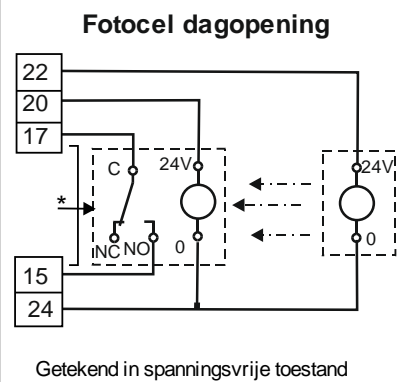 Fotocel dagopening
22
20
17
C 24V 24V
*
NC NO 0 0
15
24
Getekend in spanningsvrije toestand